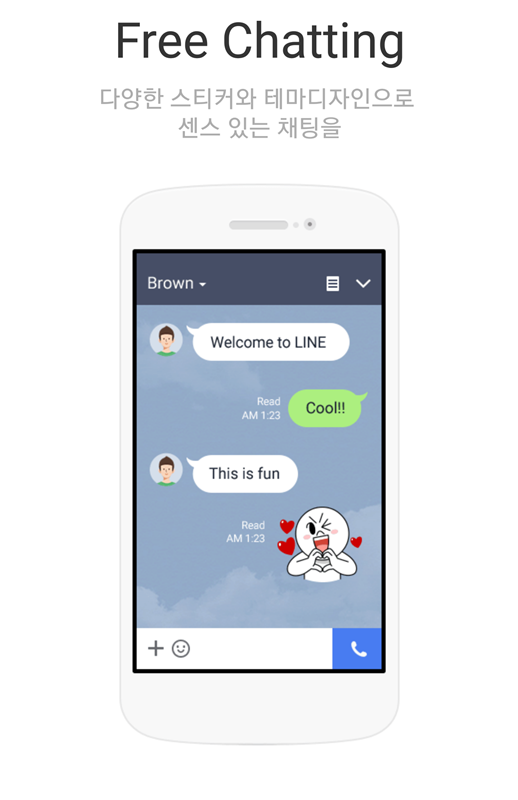 Free Chatting
다양한 스티커와 테마디자인으로
센스 있는 채팅을
Brown
Welcome to LINE
Read
AM 1:23
Cool!!
This is fun
Read
AM 1:23